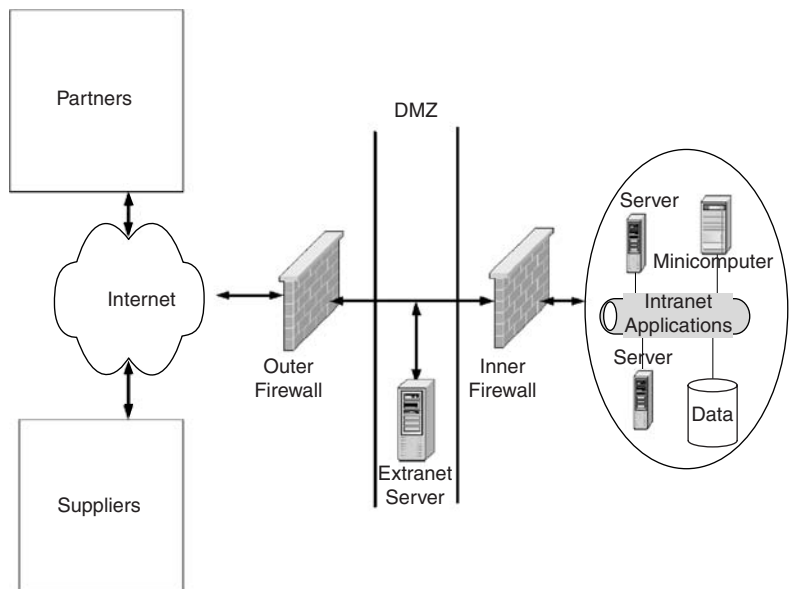 Partners
DMZ
Server
Minicomputer
Internet
Intranet
Applications
Outer
Firewall
Inner
Firewall
Server
Data
Extranet
Server
Suppliers